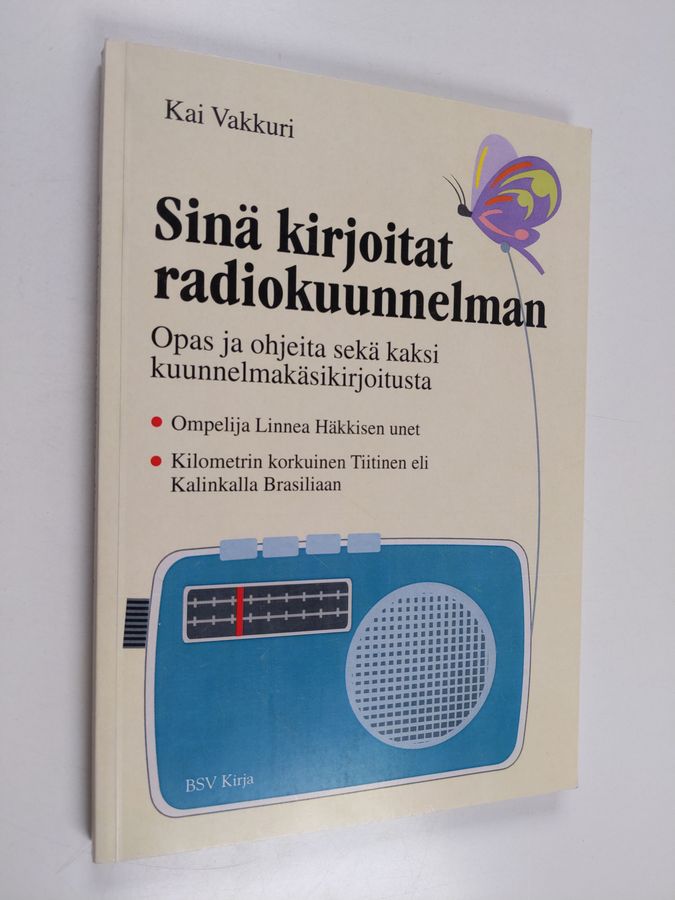 Kai Vakkuri
Sinä kirjoitat
radiokuunnelman
Opas ja ohjeita sekä kaksi
kuunnelmakäsikirjoitusta
Ompelija Linnea Häkkisen unet
Kilometrin korkuinen Tiitinen eli
Kalinkalla Brasiliaan
BSV Kirja